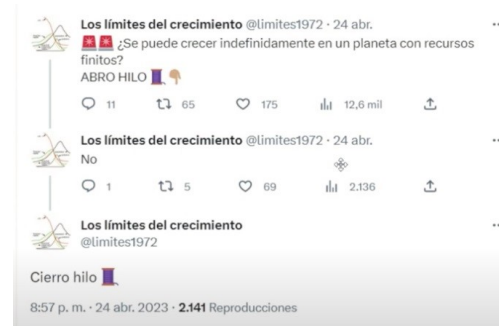 Los límites del crecimiento @limites1972 · 24 abr.
🚨🚨 ¿Se puede crecer indefinidamente en un planeta con recursos
finitos?
ABRO HILO 🧵👇🏽
11 65 175 12,6 mil
Los límites del crecimiento @limites1972 · 24 abr.
No
1 5 69 2.136
Los límites del crecimiento
@limites1972
Cierro hilo 🧵
8:57 p. m. · 24 abr. 2023 · 2.141 Reproducciones